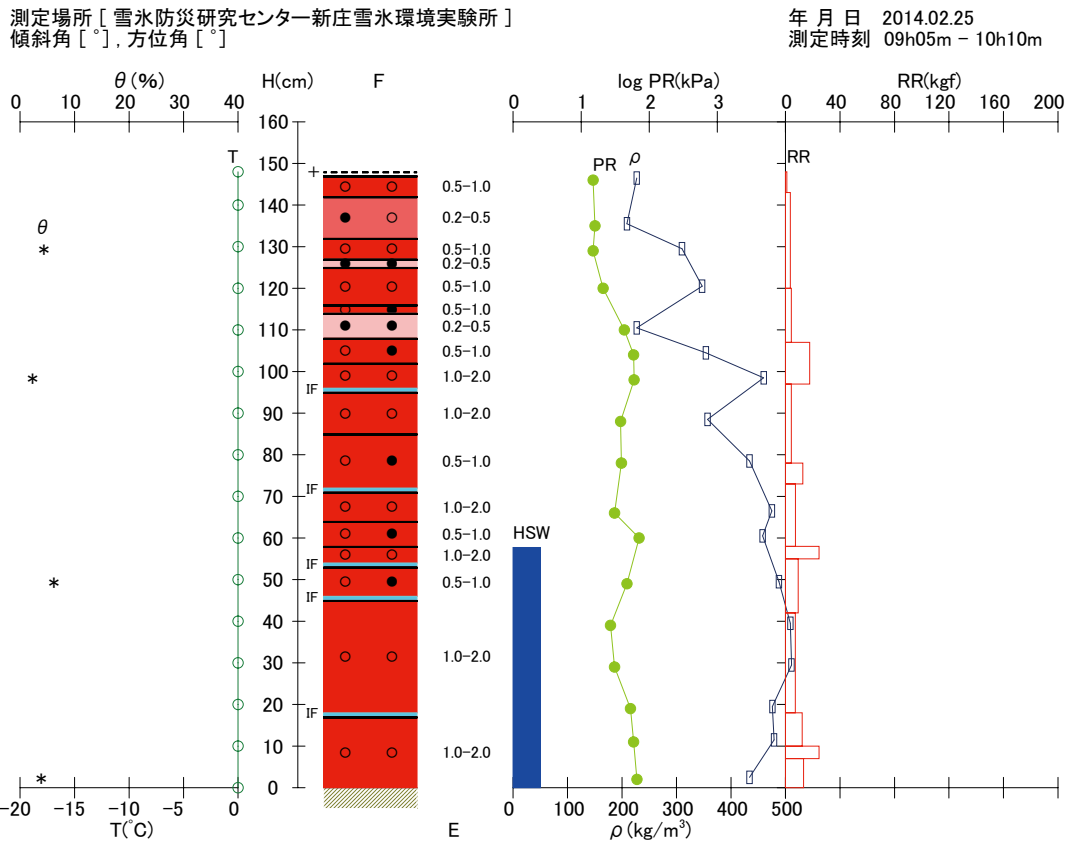 測定場所 [ 雪氷防災研究センター新庄雪氷環境実験所 ]
年 月 日 2014.02.25
傾斜角 [ °] , 方位角 [ °]
測定時刻 09h05m − 10h10m
θ (%) H(cm) F log PR(kPa) RR(kgf)
0 10 20 30 40 0 1 2 3 0 40 80 120 160 200
160
T 150 + PR ρ RR
0.5−1.0
140
θ 0.2−0.5
130 0.5−1.0
0.2−0.5
120 0.5−1.0
0.5−1.0
110 0.2−0.5
0.5−1.0
100 1.0−2.0
IF
90 1.0−2.0
80 0.5−1.0
IF
70 1.0−2.0
60 0.5−1.0 HSW
1.0−2.0
IF
50 0.5−1.0
IF
40
1.0−2.0
30
20
IF
10 1.0−2.0
0
−20 −15 −10 −5 0 0 100 200 300 400 500
T(°C) E ρ (kg/m³)